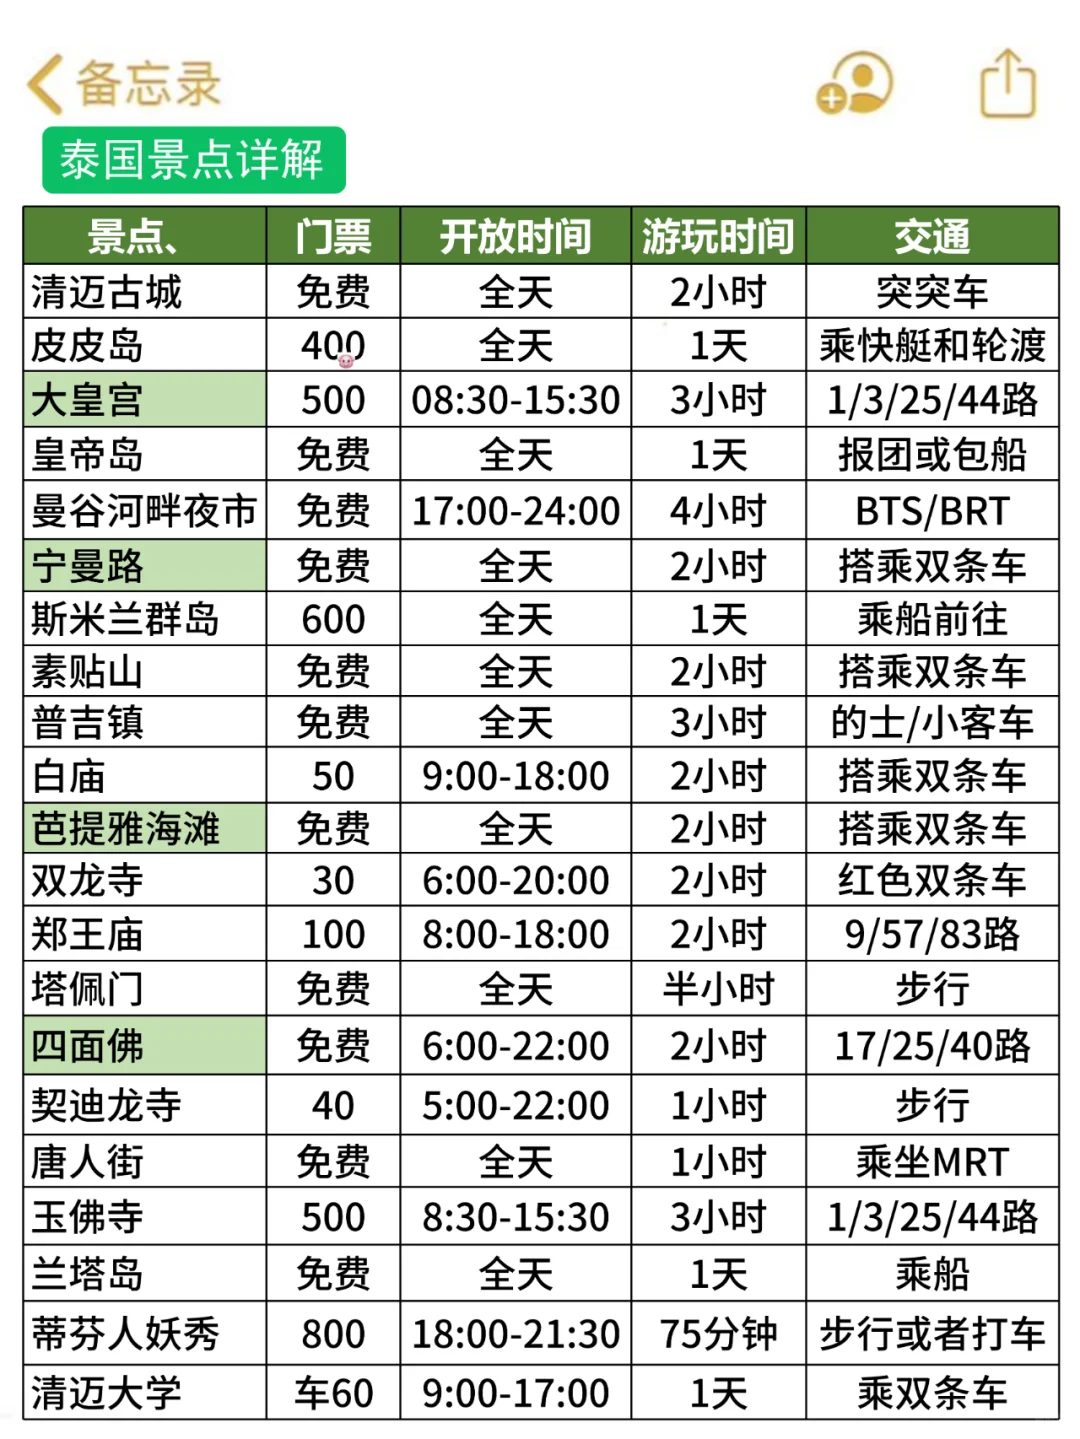 备忘录
泰国景点详解
景点、 门票 开放时间 游玩时间 交通
清迈古城 免费 全天 2小时 突突车
皮皮岛 400 全天 1天 乘快艇和轮渡
大皇宫 500 08:30-15:30 3小时 1/3/25/44路
皇帝岛 免费 全天 1天 报团或包船
曼谷河畔夜市 免费 17:00-24:00 4小时 BTS/BRT
宁曼路 免费 全天 2小时 搭乘双条车
斯米兰群岛 600 全天 1天 乘船前往
素贴山 免费 全天 2小时 搭乘双条车
普吉镇 免费 全天 3小时 的士/小客车
白庙 50 9:00-18:00 2小时 搭乘双条车
芭提雅海滩 免费 全天 2小时 搭乘双条车
双龙寺 30 6:00-20:00 2小时 红色双条车
郑王庙 100 8:00-18:00 2小时 9/57/83路
塔佩门 免费 全天 半小时 步行
四面佛 免费 6:00-22:00 2小时 17/25/40路
契迪龙寺 40 5:00-22:00 1小时 步行
唐人街 免费 全天 1小时 乘坐MRT
玉佛寺 500 8:30-15:30 3小时 1/3/25/44路
兰塔岛 免费 全天 1天 乘船
蒂芬人妖秀 800 18:00-21:30 75分钟 步行或者打车
清迈大学 车60 9:00-17:00 1天 乘双条车